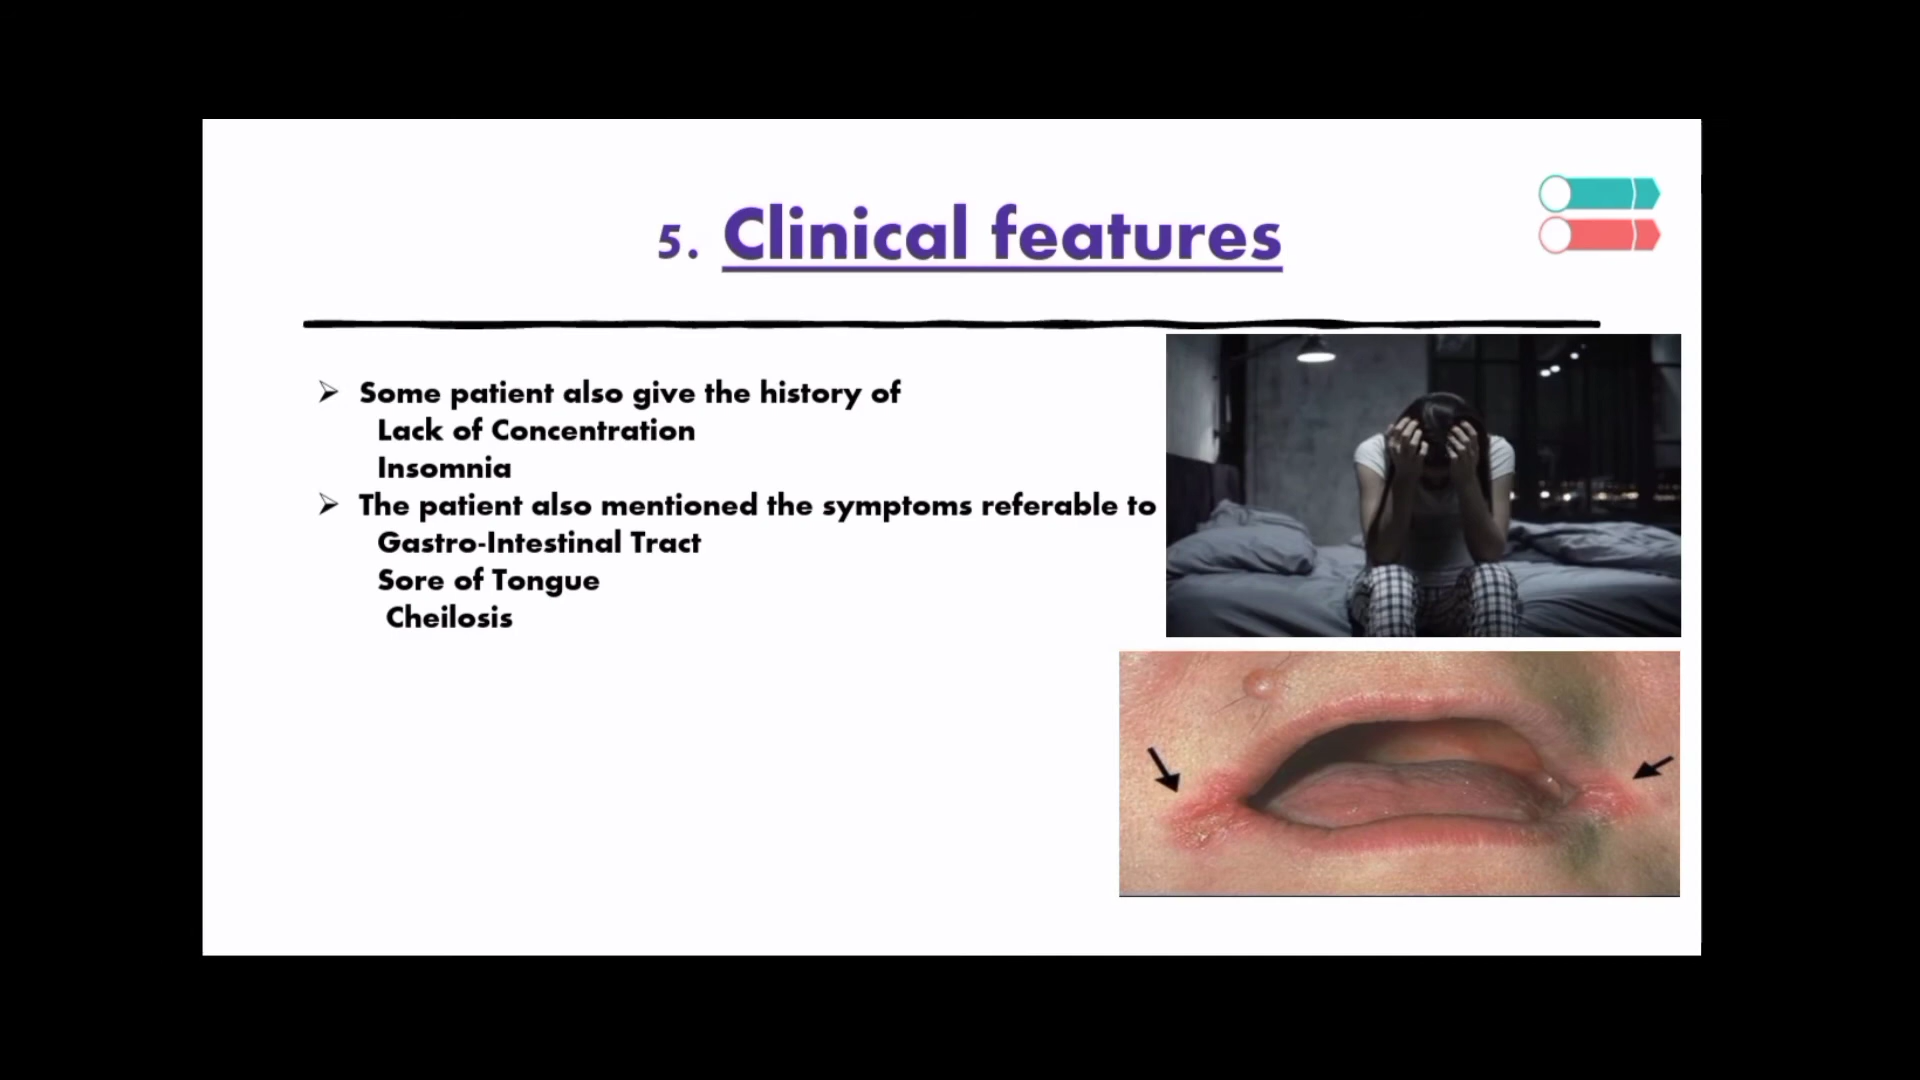 5. Clinical features
➢ Some patient also give the history of
Lack of Concentration
Insomnia
➢ The patient also mentioned the symptoms referable to
Gastro-Intestinal Tract
Sore of Tongue
Cheilosis